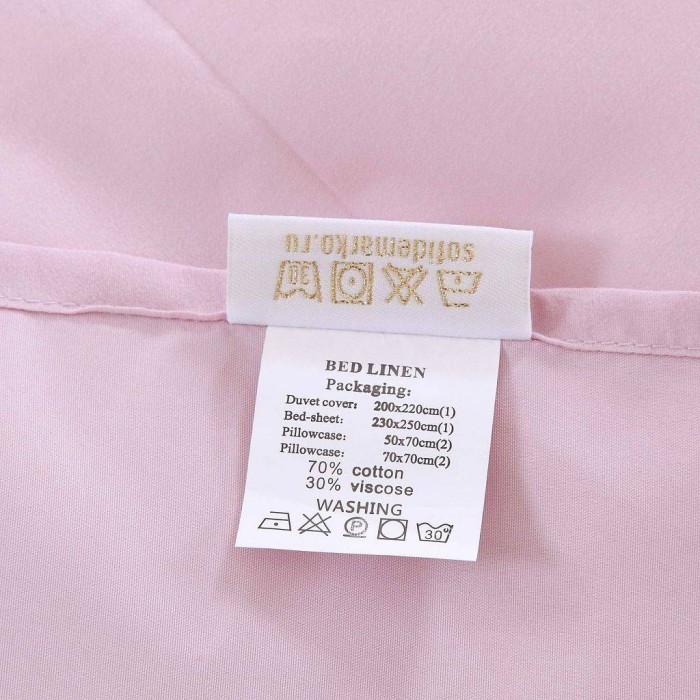 sofidemarko.ru
30
BED LINEN
Packaging:
Duvet cover: 200x220cm(1)
Bed-sheet: 230x250cm(1)
Pillowcase: 50x70cm(2)
Pillowcase: 70x70cm(2)
70% cotton
30% viscose
WASHING
P 30°